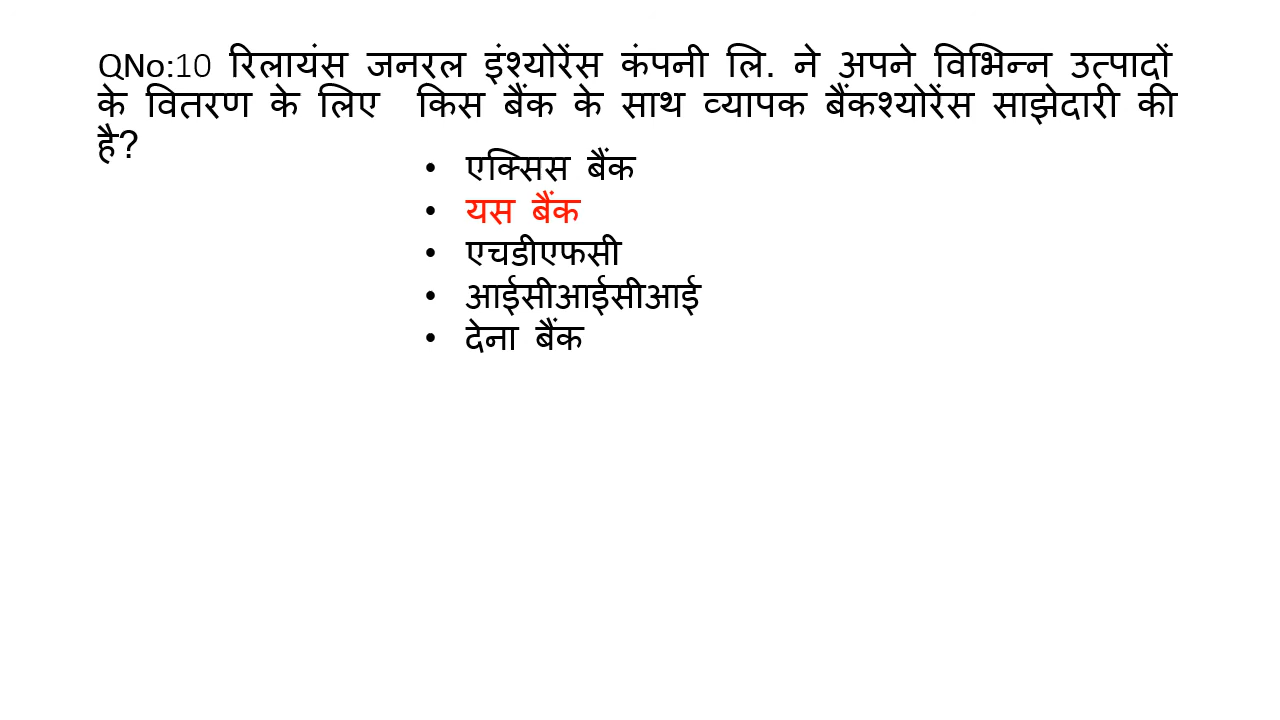 QNo:10 रिलायंस जनरल इंश्योरेंस कंपनी लि. ने अपने विभिन्न उत्पादों
के वितरण के लिए किस बैंक के साथ व्यापक बैंकश्योरेंस साझेदारी की
है?
• एक्सिस बैंक
• यस बैंक
• एचडीएफसी
• आईसीआईसीआई
• देना बैंक